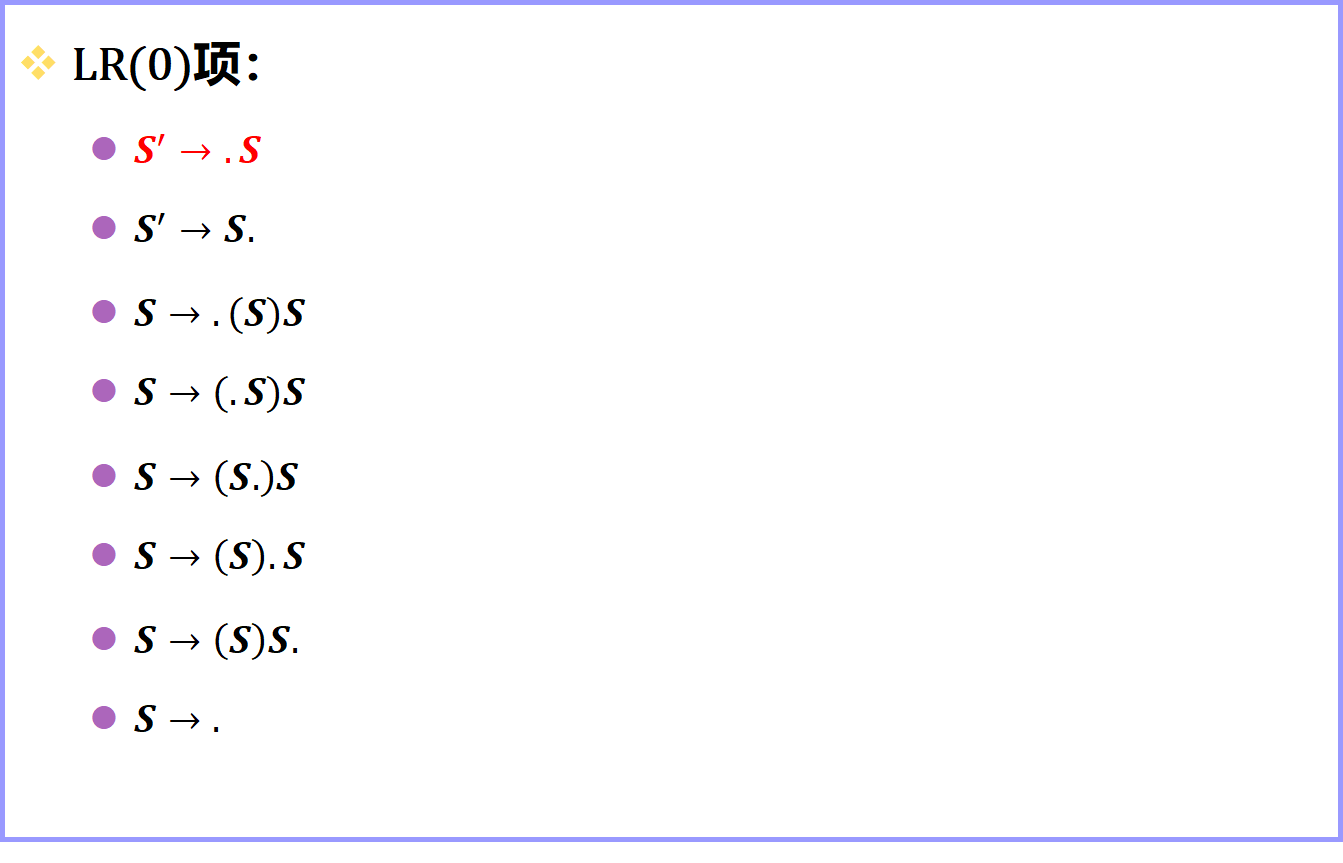 LR(0)项：
S′ → .S
S′ → S.
S → .(S)S
S → (.S)S
S → (S.)S
S → (S).S
S → (S)S.
S → .